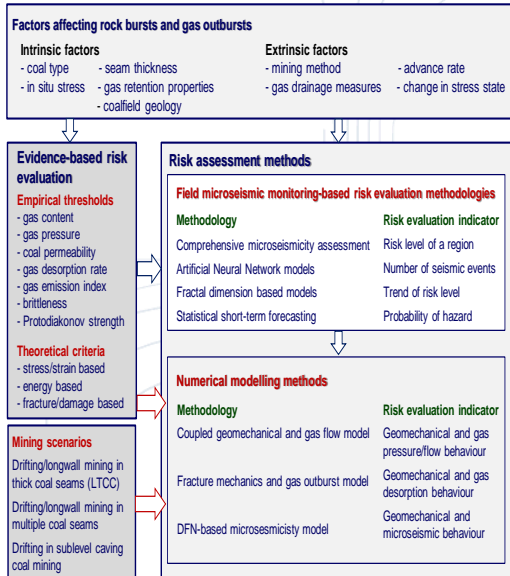 Factors affecting rock bursts and gas outbursts
Intrinsic factors
- coal type - seam thickness
- in situ stress - gas retention properties
- coalfield geology
Extrinsic factors
- mining method - advance rate
- gas drainage measures - change in stress state
Evidence-based risk
evaluation
Empirical thresholds
- gas content
- gas pressure
- coal permeability
- gas desorption rate
- gas emission index
- brittleness
- Protodiakonov strength
Theoretical criteria
- stress/strain based
- energy based
- fracture/damage based
Mining scenarios
Drifting/longwall mining in
thick coal seams (LTCC)
Drifting/longwall mining in
multiple coal seams
Drifting in sublevel caving
coal mining
Risk assessment methods
Field microseismic monitoring-based risk evaluation methodologies
Methodology Risk evaluation indicator
Comprehensive microseismicity assessment Risk level of a region
Artificial Neural Network models Number of seismic events
Fractal dimension based models Trend of risk level
Statistical short-term forecasting Probability of hazard
Numerical modelling methods
Methodology Risk evaluation indicator
Coupled geomechanical and gas flow model Geomechanical and gas
pressure/flow behaviour
Fracture mechanics and gas outburst model Geomechanical and gas
desorption behaviour
DFN-based microsesmicisty model Geomechanical and
microseismic behaviour